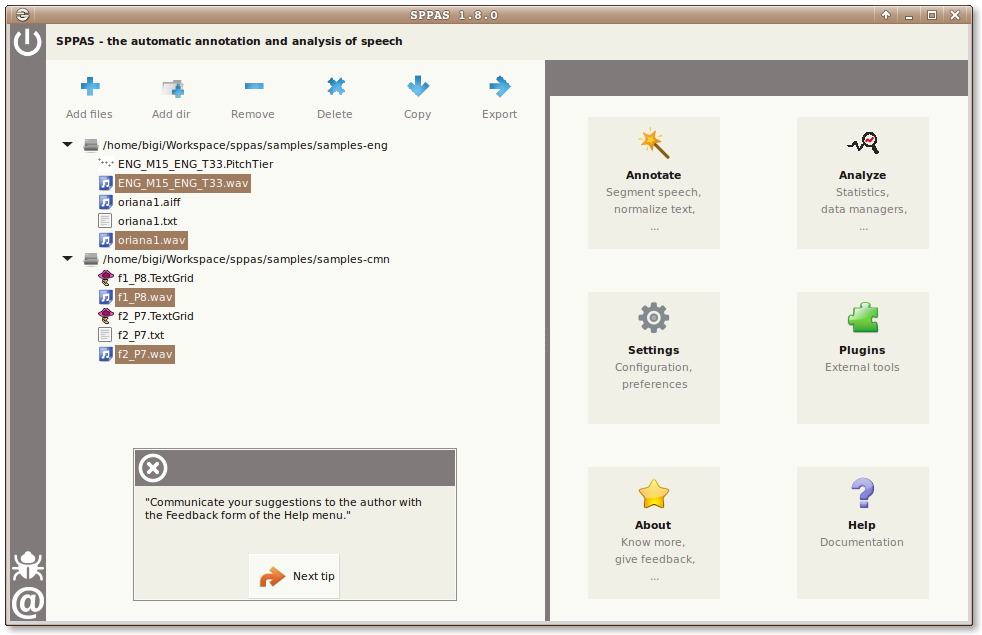 SPPAS 1.8.0
SPPAS - the automatic annotation and analysis of speech
Add files
Add dir
Remove
Delete
Copy
Export
/home/bigi/Workspace/sppas/samples/samples-eng
ENG_M15_ENG_T33.PitchTier
ENG_M15_ENG_T33.wav
oriana1.aiff
oriana1.txt
oriana1.wav
/home/bigi/Workspace/sppas/samples/samples-cmn
f1_P8.TextGrid
f1_P8.wav
f2_P7.TextGrid
f2_P7.txt
f2_P7.wav
"Communicate your suggestions to the author with
the Feedback form of the Help menu."
Next tip
Annotate
Segment speech,
normalize text,
...
Analyze
Statistics,
data managers,
...
Settings
Configuration,
preferences
Plugins
External tools
About
Know more,
give feedback,
...
Help
Documentation